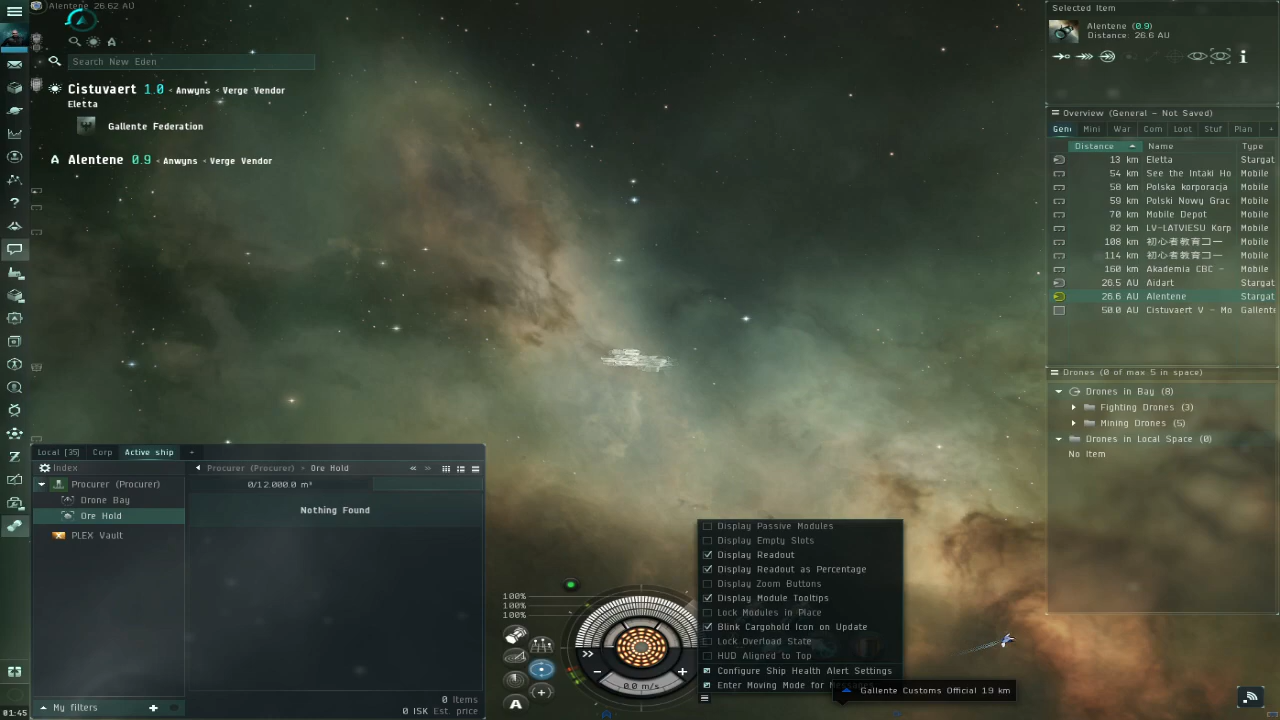 Alentene 26.62 AU
Search New Eden
Cistuvaert 1.0 < Anwyns < Verge Vendor
Eletta
Gallente Federation
Alentene 0.9 < Anwyns < Verge Vendor
Selected Item
Alentene (0.9)
Distance: 26.6 AU
Overview (General - Not Saved)
Gen Mini War Com Loot Stuf Plan +
Distance Name Type
13 km Eletta Stargat
54 km See the Intaki Ho Mobile
58 km Polska korporacja Mobile
59 km Polski Nowy Grac Mobile
70 km Mobile Depot Mobile
82 km LV-LATVIESU Korp Mobile
108 km 初心者教育コー Mobile
114 km 初心者教育コー Mobile
160 km Akademia CBC - Mobile
26.5 AU Aidart Stargat
26.6 AU Alentene Stargat
50.0 AU Cistuvaert V - Mo Gallente
Drones (0 of max 5 in space)
Drones in Bay (8)
Fighting Drones (3)
Mining Drones (5)
Drones in Local Space (0)
No Item
Local [35] Corp Active ship +
Index
Procurer (Procurer) › Ore Hold
Procurer (Procurer)
Drone Bay
Ore Hold
PLEX Vault
0/12.000.0 m³
Nothing Found
My filters
0 Items
0 ISK Est. price
01:45
100%
100%
100%
0.0 m/s
A
Display Passive Modules
Display Empty Slots
Display Readout
Display Readout as Percentage
Display Zoom Buttons
Display Module Tooltips
Lock Modules in Place
Blink Cargohold Icon on Update
Lock Overload State
HUD Aligned to Top
Configure Ship Health Alert Settings
Enter Moving Mode for
Gallente Customs Official 19 km